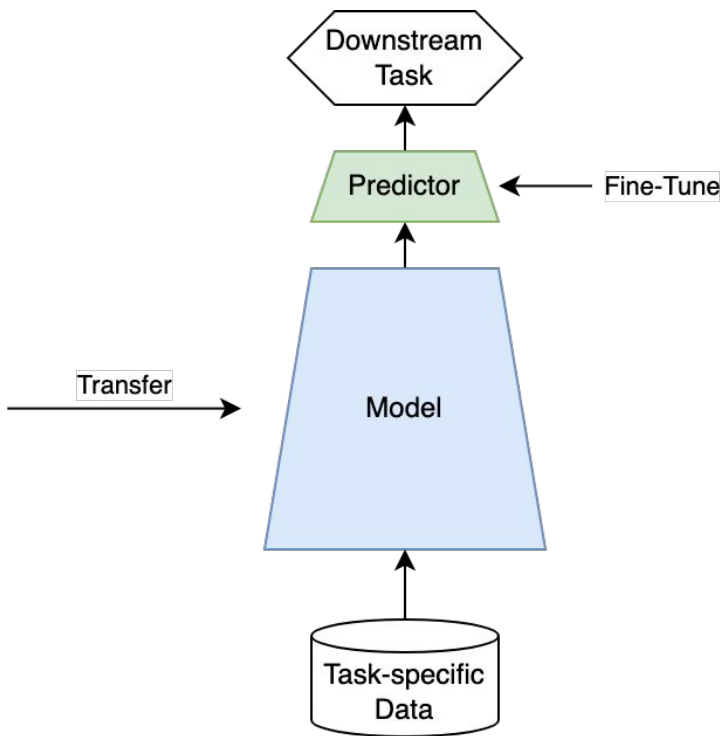 Downstream
Task
Predictor
Fine-Tune
Transfer
Model
Task-specific
Data